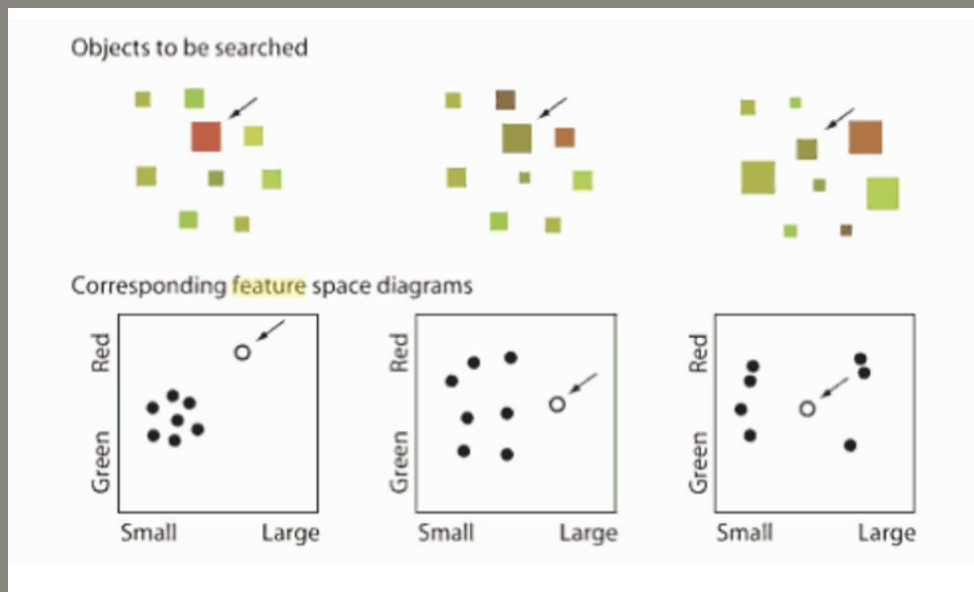 Objects to be searched
Corresponding feature space diagrams
Red
Green
Small
Large
Red
Green
Small
Large
Red
Green
Small
Large